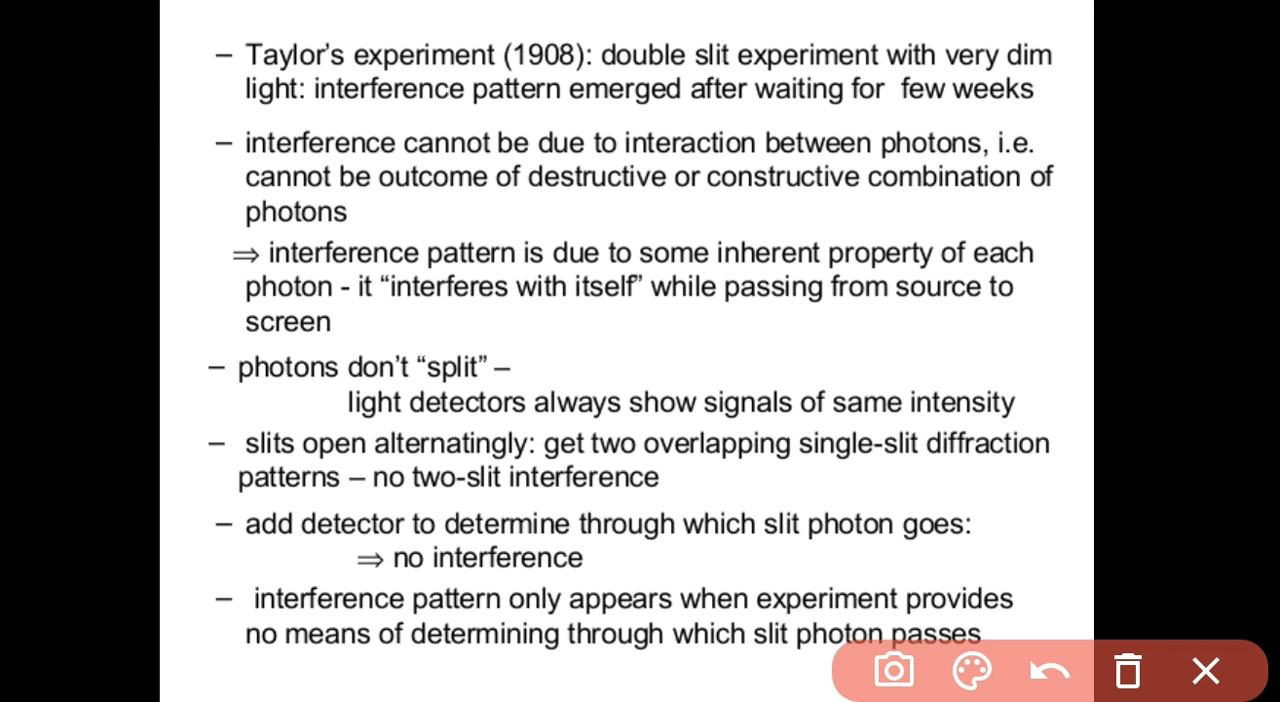 – Taylor's experiment (1908): double slit experiment with very dim
light: interference pattern emerged after waiting for few weeks
– interference cannot be due to interaction between photons, i.e.
cannot be outcome of destructive or constructive combination of
photons
⇒ interference pattern is due to some inherent property of each
photon - it “interferes with itself” while passing from source to
screen
– photons don't “split” –
light detectors always show signals of same intensity
– slits open alternatingly: get two overlapping single-slit diffraction
patterns – no two-slit interference
– add detector to determine through which slit photon goes:
⇒ no interference
– interference pattern only appears when experiment provides
no means of determining through which slit photon passes